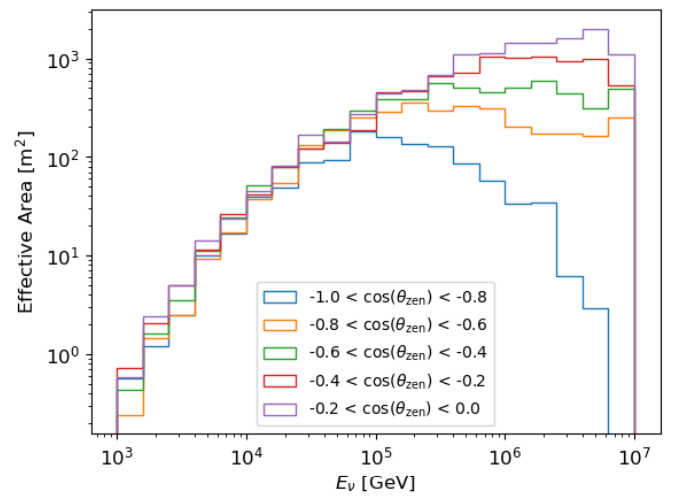 Effective Area [m²]
10³
10²
10¹
10⁰
-1.0 < cos(θzen) < -0.8
-0.8 < cos(θzen) < -0.6
-0.6 < cos(θzen) < -0.4
-0.4 < cos(θzen) < -0.2
-0.2 < cos(θzen) < 0.0
10³ 10⁴ 10⁵ 10⁶ 10⁷
Eν [GeV]